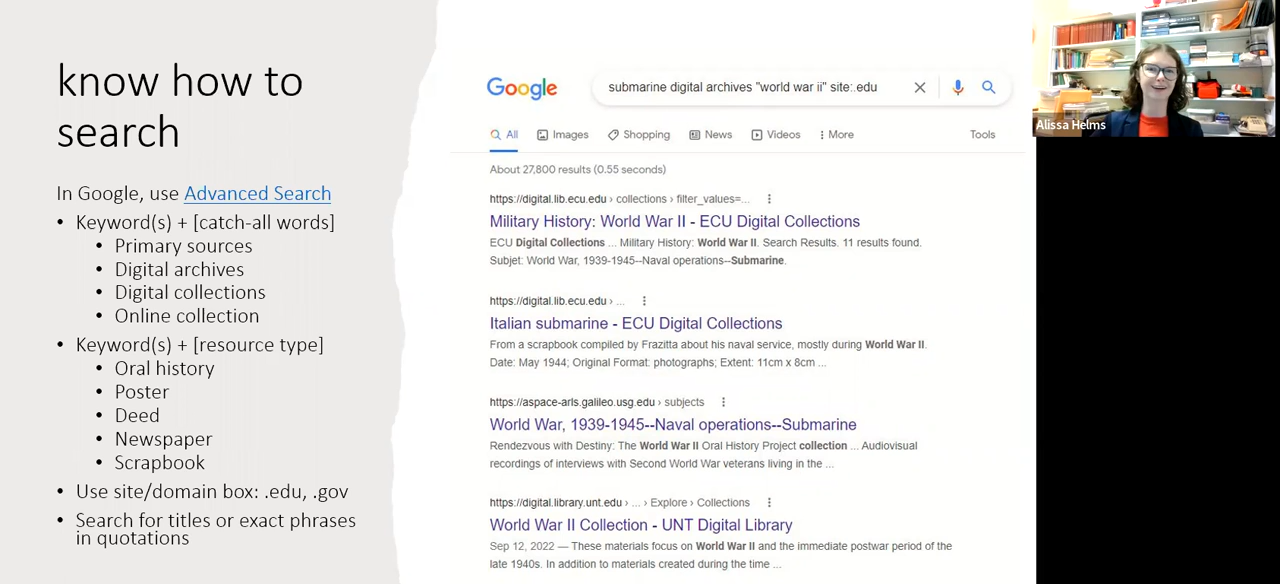 know how to
search
In Google, use Advanced Search
• Keyword(s) + [catch-all words]
• Primary sources
• Digital archives
• Digital collections
• Online collection
• Keyword(s) + [resource type]
• Oral history
• Poster
• Deed
• Newspaper
• Scrapbook
• Use site/domain box: .edu, .gov
• Search for titles or exact phrases
in quotations
Google
submarine digital archives "world war ii" site:.edu
All Images Shopping News Videos More Tools
About 27,800 results (0.55 seconds)
https://digital.lib.ecu.edu › collections › filter_values=...
Military History: World War II - ECU Digital Collections
ECU Digital Collections ... Military History: World War II. Search Results. 11 results found.
Subjet: World War, 1939-1945--Naval operations--Submarine.
https://digital.lib.ecu.edu › ...
Italian submarine - ECU Digital Collections
From a scrapbook compiled by Frazitta about his naval service, mostly during World War II.
Date: May 1944; Original Format: photographs; Extent: 11cm x 8cm ...
https://aspace-arls.galileo.usg.edu › subjects
World War, 1939-1945--Naval operations--Submarine
Rendezvous with Destiny: The World War II Oral History Project collection ... Audiovisual
recordings of interviews with Second World War veterans living in the ...
https://digital.library.unt.edu › ... › Explore › Collections
World War II Collection - UNT Digital Library
Sep 12, 2022 — These materials focus on World War II and the immediate postwar period of the
late 1940s. In addition to materials created during the time ...
Alissa Helms